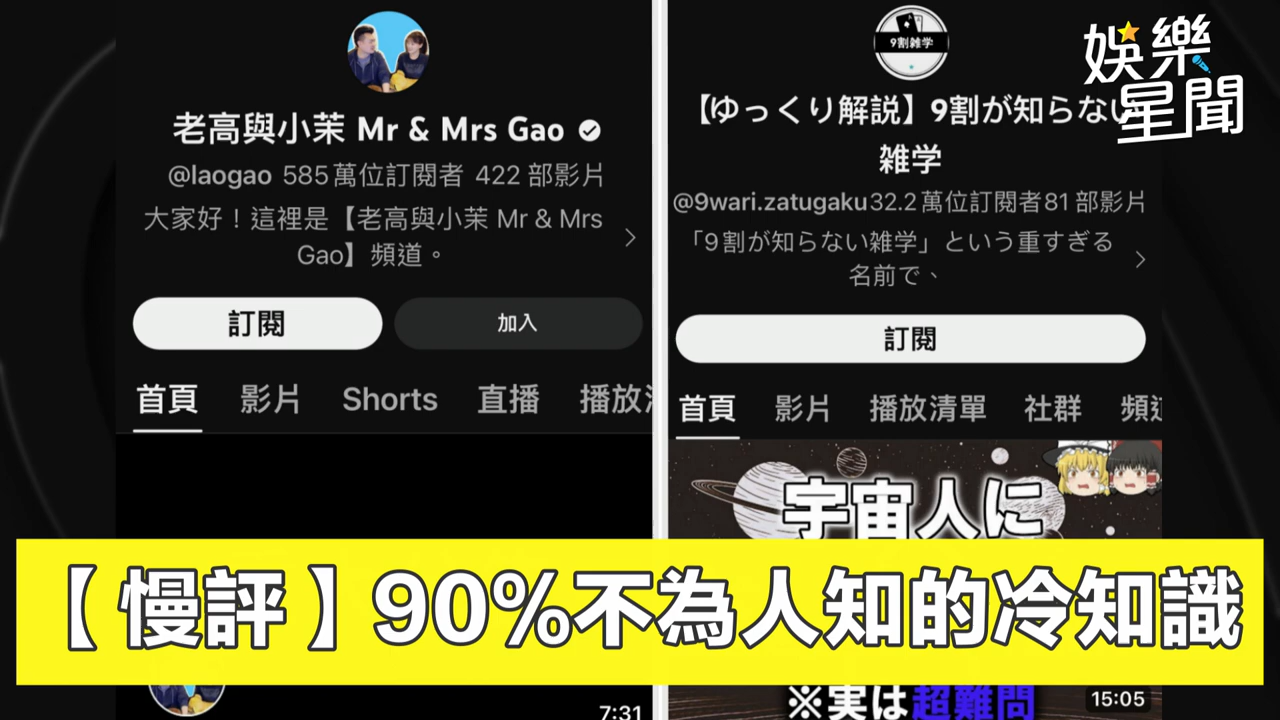 老高與小茉 Mr & Mrs Gao
@laogao 585萬位訂閱者 422 部影片
大家好！這裡是【老高與小茉 Mr & Mrs
Gao】頻道。
訂閱
加入
首頁 影片 Shorts 直播 播放
7:31
9割雑学
【ゆっくり解説】9割が知らない
雑学
@9wari.zatugaku32.2萬位訂閱者81 部影片
「9割が知らない雑学」という重すぎる
名前で、
訂閱
首頁 影片 播放清單 社群 頻道
宇宙人に
※実は超難問
15:05
娛樂
星聞
【慢評】90%不為人知的冷知識